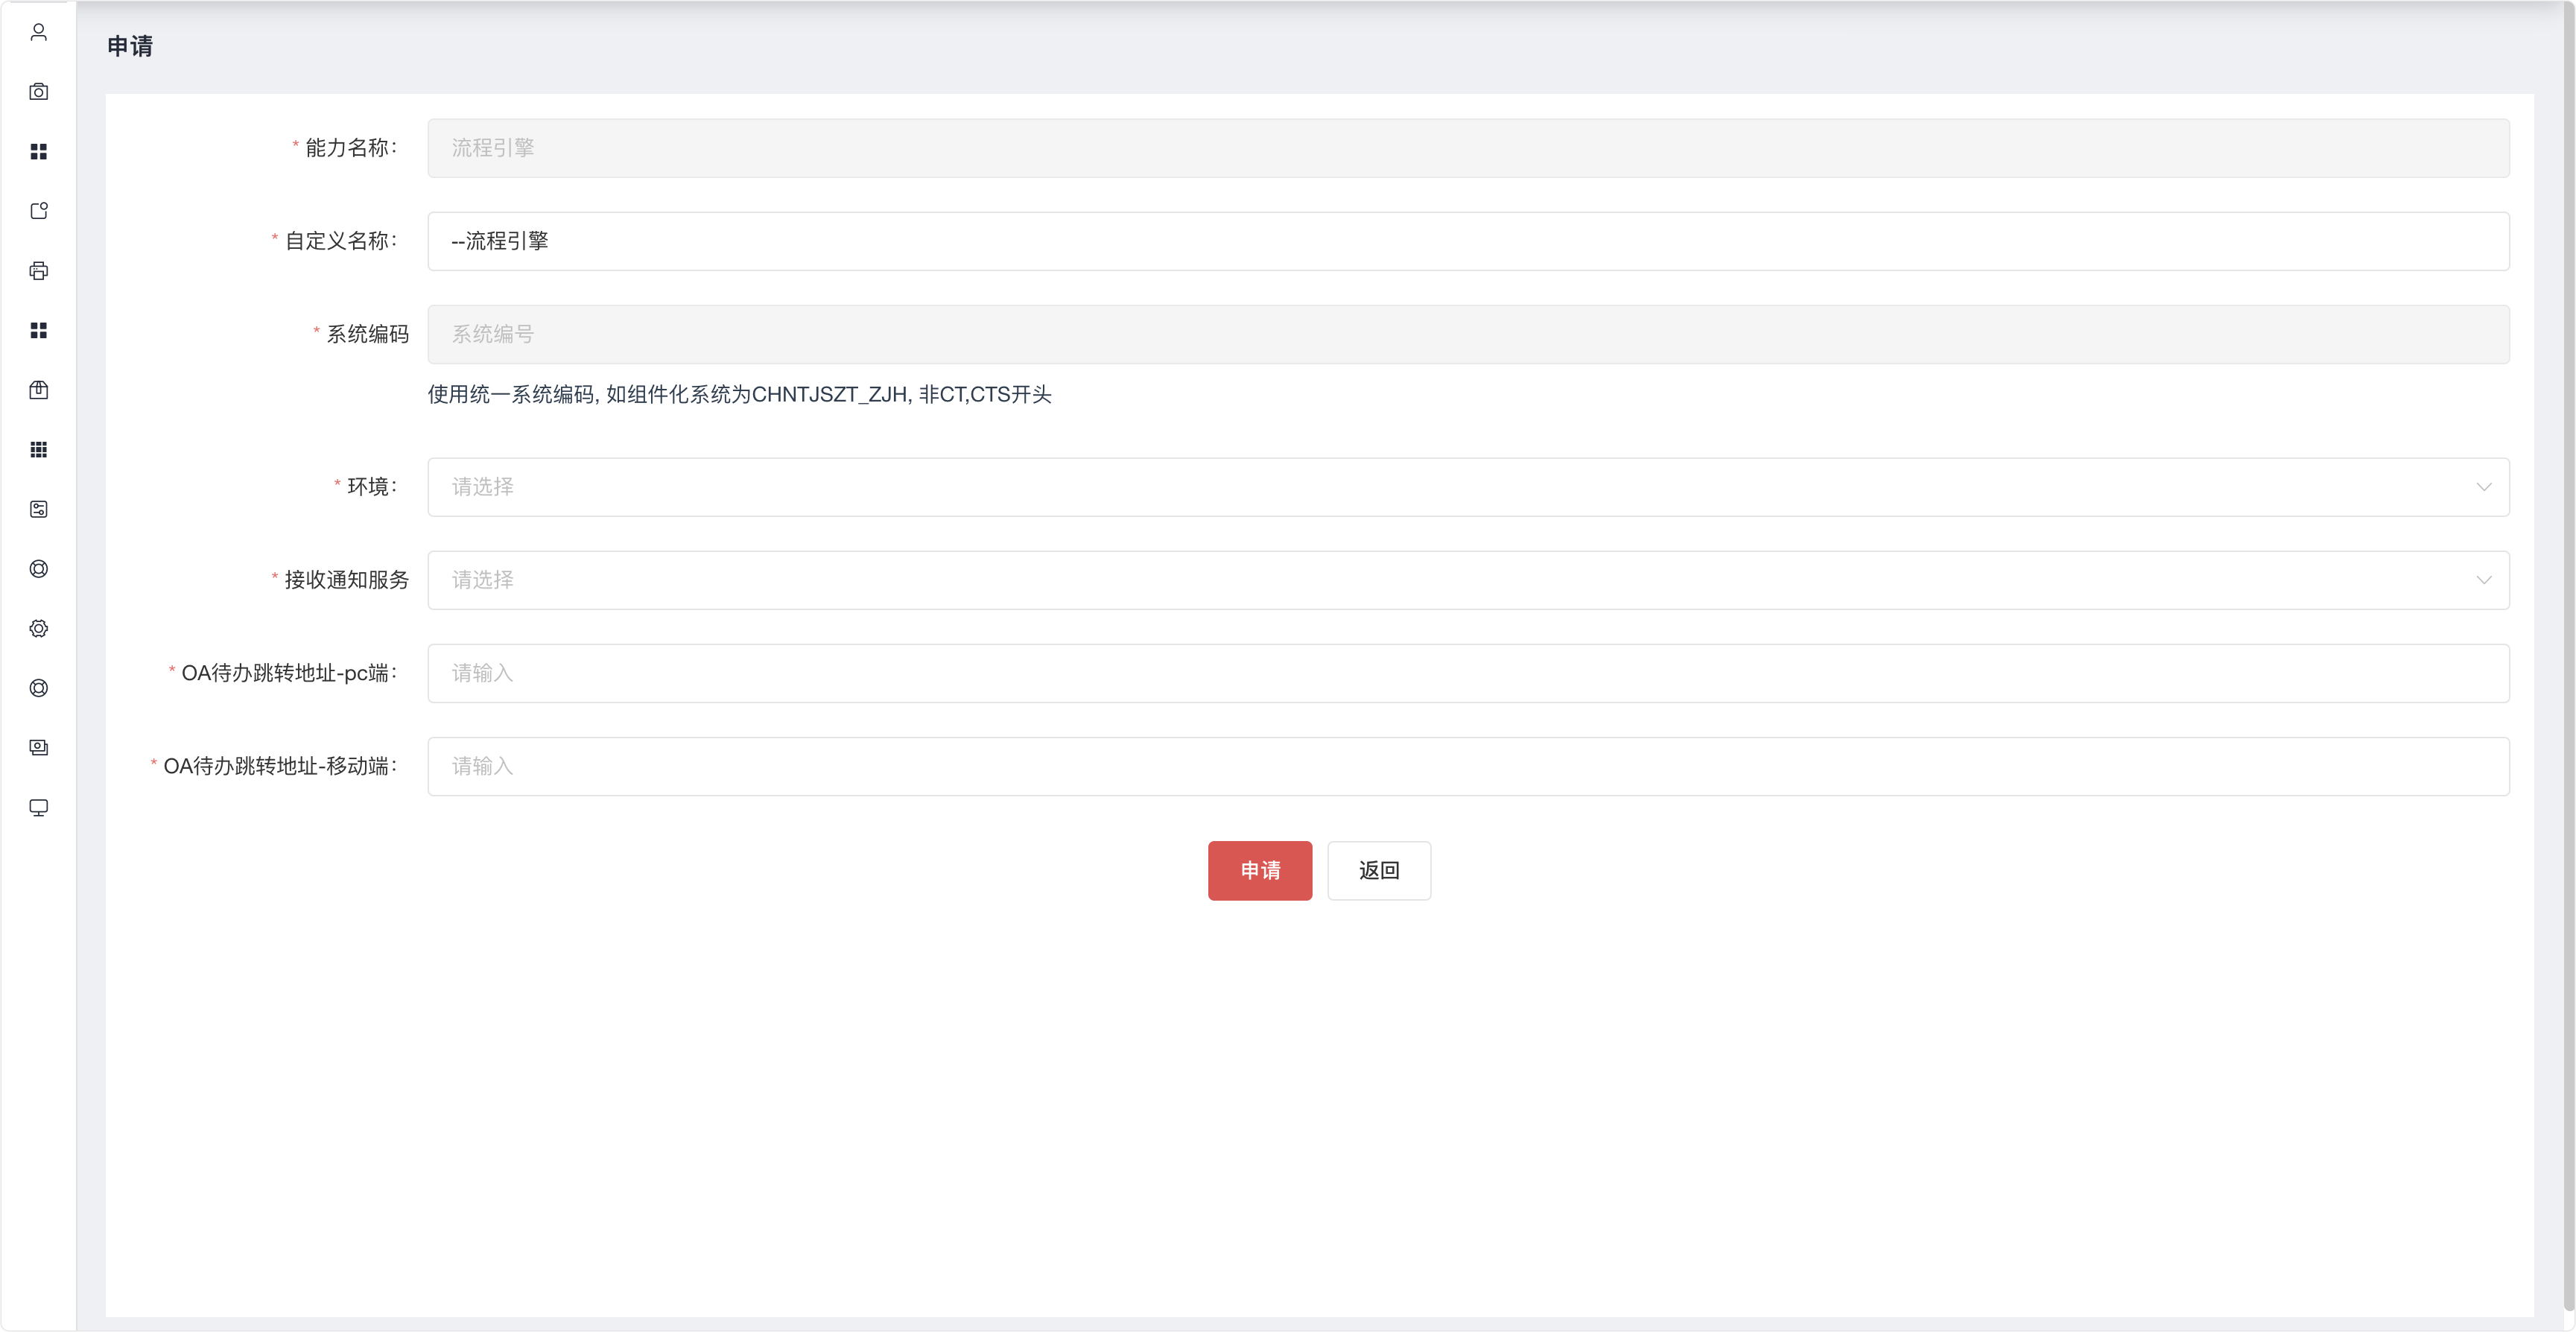 申请
* 能力名称：
流程引擎
* 自定义名称：
--流程引擎
* 系统编码
系统编号
使用统一系统编码, 如组件化系统为CHNTJSZT_ZJH, 非CT,CTS开头
* 环境：
请选择
* 接收通知服务
请选择
* OA待办跳转地址-pc端：
请输入
* OA待办跳转地址-移动端：
请输入
申请
返回